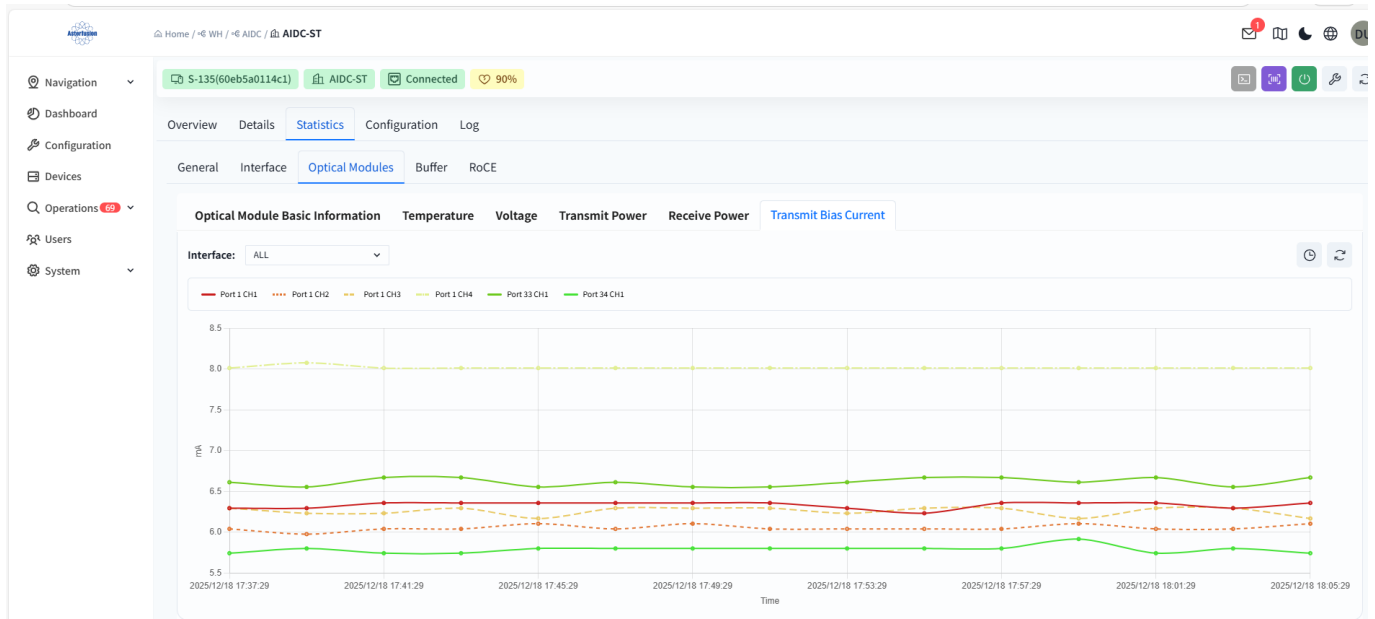 Asterfusion
Home / WH / AIDC / AIDC-ST
1
DU
Navigation
Dashboard
Configuration
Devices
Operations 69
Users
System
S-135(60eb5a0114c1) AIDC-ST Connected 90%
Overview Details Statistics Configuration Log
General Interface Optical Modules Buffer RoCE
Optical Module Basic Information Temperature Voltage Transmit Power Receive Power Transmit Bias Current
Interface: ALL
Port 1 CH1 Port 1 CH2 Port 1 CH3 Port 1 CH4 Port 33 CH1 Port 34 CH1
8.5
8.0
7.5
7.0
6.5
6.0
5.5
mA
2025/12/18 17:37:29 2025/12/18 17:41:29 2025/12/18 17:45:29 2025/12/18 17:49:29 2025/12/18 17:53:29 2025/12/18 17:57:29 2025/12/18 18:01:29 2025/12/18 18:05:29
Time